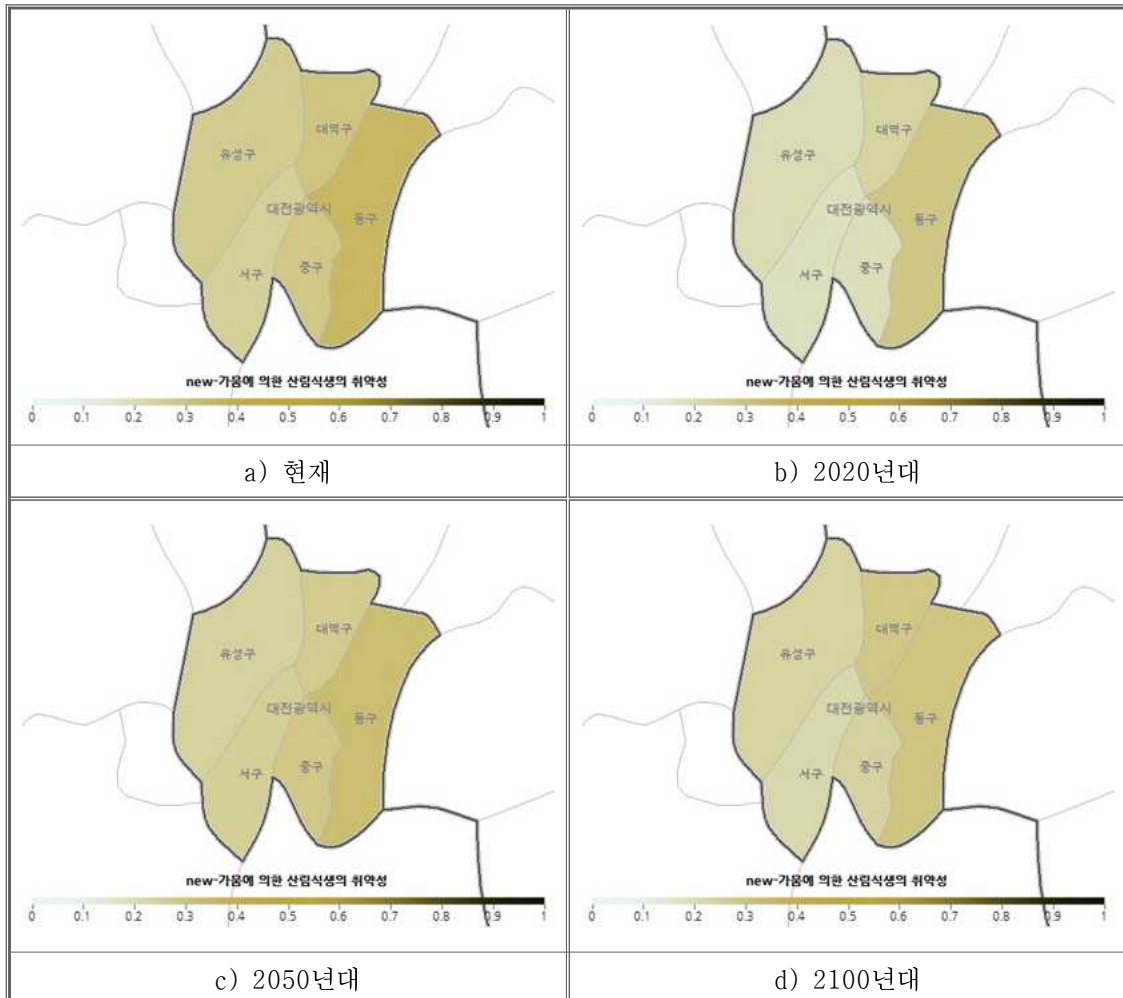 유성구
대덕구
대전광역시
동구
서구
중구
new-가뭄에 의한 산림식생의 취약성
0 0.1 0.2 0.3 0.4 0.5 0.6 0.7 0.8 0.9 1
a) 현재
유성구
대덕구
대전광역시
동구
서구
중구
new-가뭄에 의한 산림식생의 취약성
0 0.1 0.2 0.3 0.4 0.5 0.6 0.7 0.8 0.9 1
b) 2020년대
유성구
대덕구
대전광역시
동구
서구
중구
new-가뭄에 의한 산림식생의 취약성
0 0.1 0.2 0.3 0.4 0.5 0.6 0.7 0.8 0.9 1
c) 2050년대
유성구
대덕구
대전광역시
동구
서구
중구
new-가뭄에 의한 산림식생의 취약성
0 0.1 0.2 0.3 0.4 0.5 0.6 0.7 0.8 0.9 1
d) 2100년대